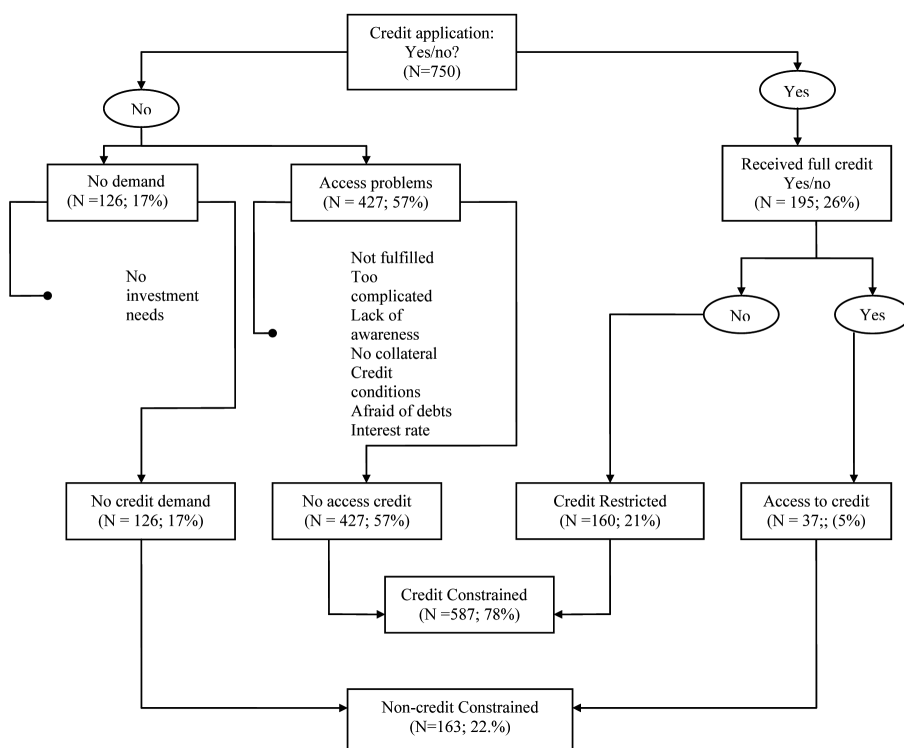 Credit application:
Yes/no?
(N=750)
No
Yes
No demand
(N =126; 17%)
Access problems
(N = 427; 57%)
Received full credit
Yes/no
(N = 195; 26%)
No
investment
needs
Not fulfilled
Too
complicated
Lack of
awareness
No collateral
Credit
conditions
Afraid of debts
Interest rate
No
Yes
No credit demand
(N = 126; 17%)
No access credit
(N = 427; 57%)
Credit Restricted
(N =160; 21%)
Access to credit
(N = 37;; (5%)
Credit Constrained
(N =587; 78%)
Non-credit Constrained
(N=163; 22.%)